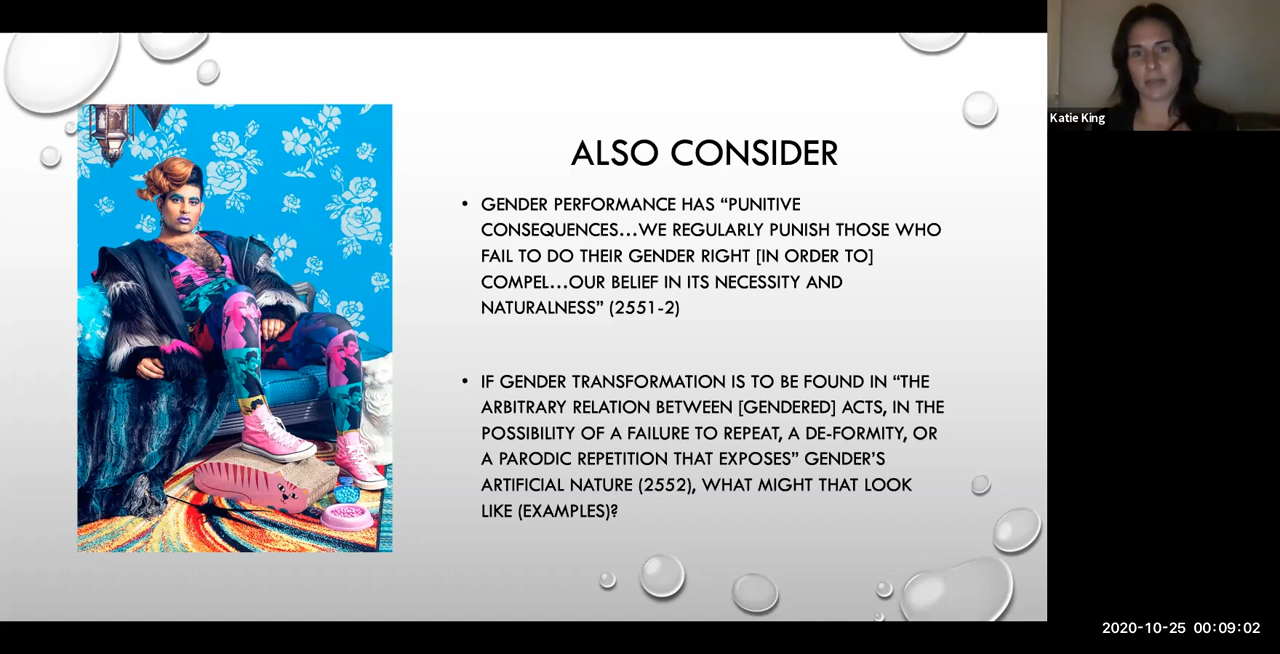 ALSO CONSIDER
• GENDER PERFORMANCE HAS “PUNITIVE
CONSEQUENCES…WE REGULARLY PUNISH THOSE WHO
FAIL TO DO THEIR GENDER RIGHT [IN ORDER TO]
COMPEL…OUR BELIEF IN ITS NECESSITY AND
NATURALNESS” (2551-2)
• IF GENDER TRANSFORMATION IS TO BE FOUND IN “THE
ARBITRARY RELATION BETWEEN [GENDERED] ACTS, IN THE
POSSIBILITY OF A FAILURE TO REPEAT, A DE-FORMITY, OR
A PARODIC REPETITION THAT EXPOSES” GENDER’S
ARTIFICIAL NATURE (2552), WHAT MIGHT THAT LOOK
LIKE (EXAMPLES)?
Katie King
2020-10-25 00:09:02